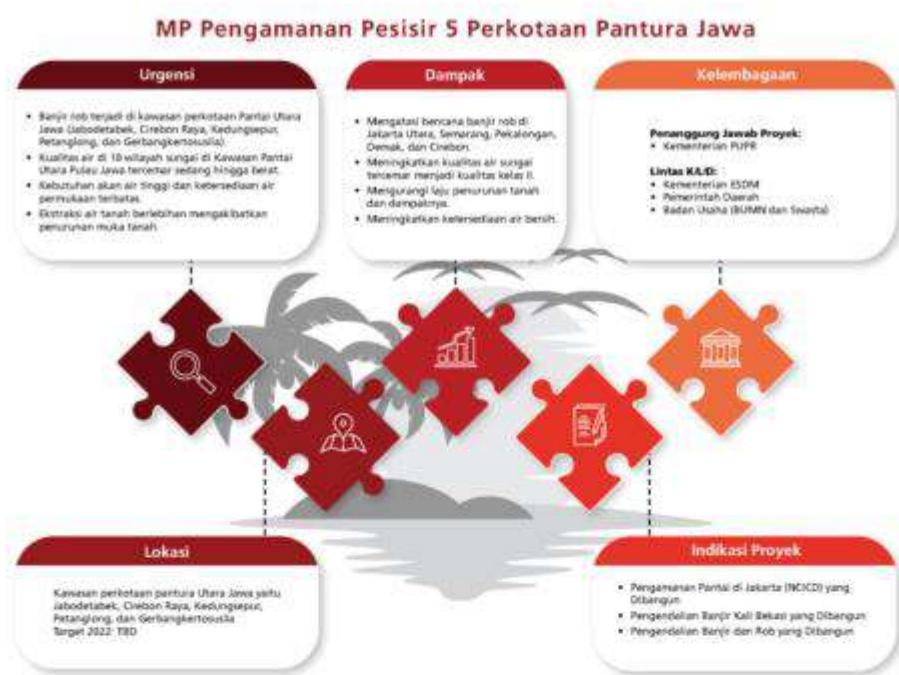 MP Pengamanan Pesisir 5 Perkotaan Pantura Jawa
Urgensi
• Banjir rob terjadi di kawasan perkotaan Pantai Utara
Jawa (Jabodetabek, Cirebon Raya, Kedungsepur,
Petanglong, dan Gerbangkertosusila).
• Kualitas air di 10 wilayah sungai di Kawasan Pantai
Utara Pulau Jawa tercemar sedang hingga berat.
• Kebutuhan akan air tinggi dan ketersediaan air
permukaan terbatas.
• Ekstraksi air tanah berlebihan mengakibatkan
penurunan muka tanah.
Dampak
• Mengatasi bencana banjir rob di
Jakarta Utara, Semarang, Pekalongan,
Demak, dan Cirebon.
• Meningkatkan kualitas air sungai
tercemar menjadi kualitas kelas II.
• Mengurangi laju penurunan tanah
dan dampaknya.
• Meningkatkan ketersediaan air bersih.
Kelembagaan
Penanggung Jawab Proyek:
• Kementerian PUPR
Lintas K/L/D:
• Kementerian ESDM
• Pemerintah Daerah
• Badan Usaha (BUMN dan Swasta)
Lokasi
Kawasan perkotaan pantura Utara Jawa yaitu
Jabodetabek, Cirebon Raya, Kedungsepur,
Petanglong, dan Gerbangkertosusila
Target 2022: TBD
Indikasi Proyek
• Pengamanan Pantai di Jakarta (NCICD) yang
Dibangun
• Pengendalian Banjir Kali Bekasi yang Dibangun
• Pengendalian Banjir dan Rob yang Dibangun